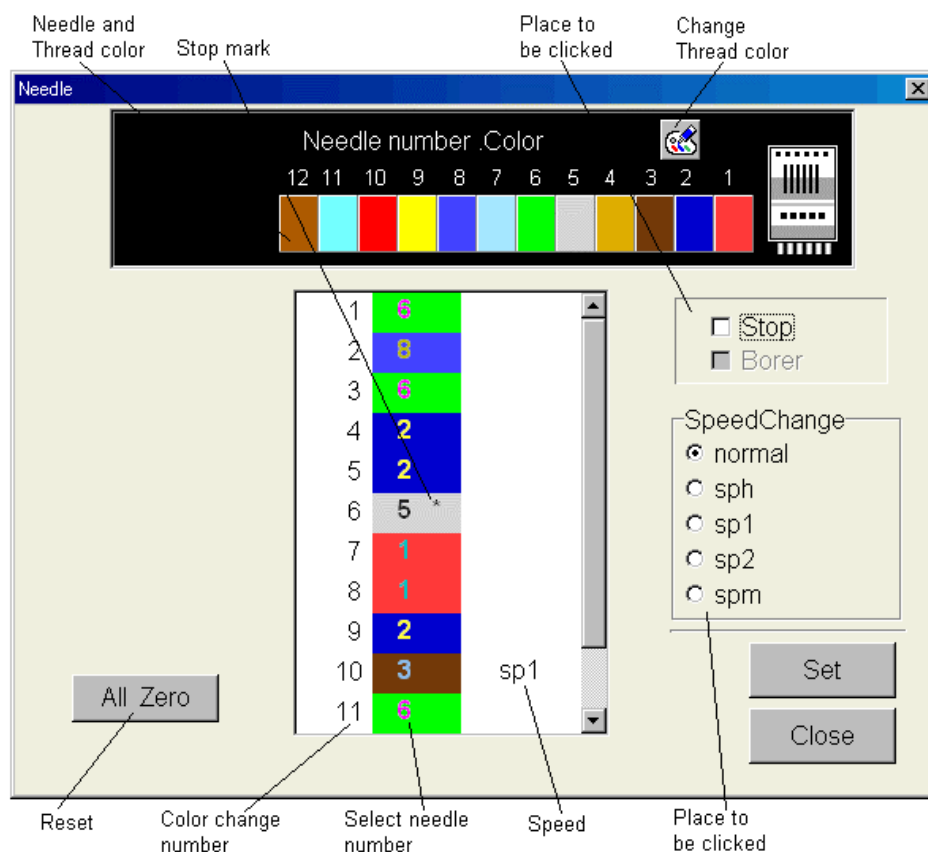 Needle and
Thread color
Stop mark
Place to
be clicked
Change
Thread color
Needle
Needle number .Color
12 11 10 9 8 7 6 5 4 3 2 1
1 6
2 8
3 6
4 2
5 2
6 5 *
7 1
8 1
9 2
10 3 sp1
11 6
Stop
Borer
SpeedChange
normal
sph
sp1
sp2
spm
All Zero
Set
Close
Reset
Color change
number
Select needle
number
Speed
Place to
be clicked